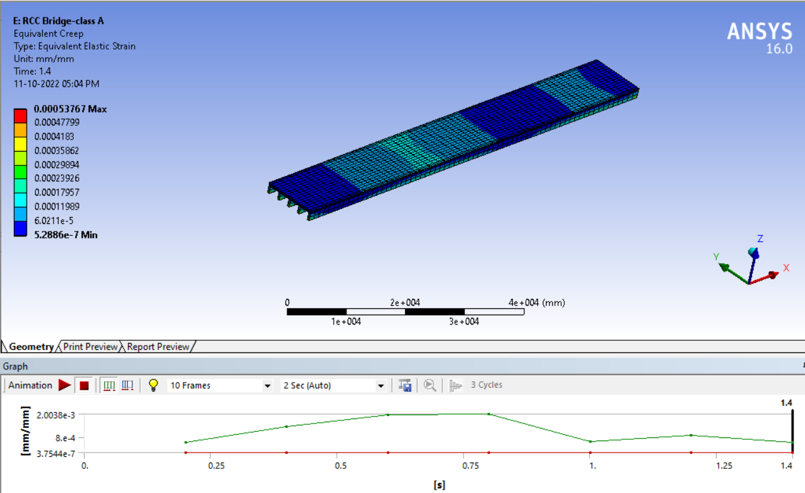 E: RCC Bridge-class A
Equivalent Creep
Type: Equivalent Elastic Strain
Unit: mm/mm
Time: 1.4
11-10-2022 05:04 PM
ANSYS
16.0
0.00053767 Max
0.00047799
0.0004183
0.00035862
0.00029894
0.00023926
0.00017957
0.00011989
6.0211e-5
5.2886e-7 Min
Z
Y
X
0 2e+004 4e+004 (mm)
1e+004 3e+004
Geometry Print Preview Report Preview
Graph
Animation 10 Frames 2 Sec (Auto) 3 Cycles
1.4
[mm/mm]
2.0038e-3
8.e-4
3.7544e-7
0. 0.25 0.5 0.75 1. 1.25 1.4
[s]